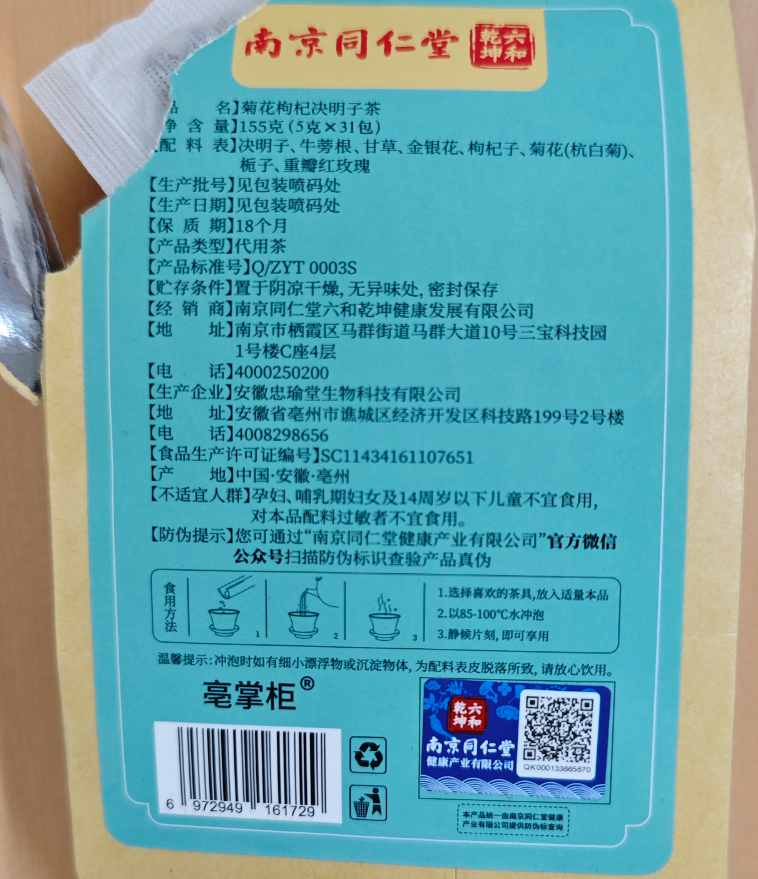 南京同仁堂 乾坤六和
品 名】菊花枸杞决明子茶
净 含 量】155克(5克×31包)
配 料 表】决明子、牛蒡根、甘草、金银花、枸杞子、菊花(杭白菊)、
栀子、重瓣红玫瑰
【生产批号】见包装喷码处
【生产日期】见包装喷码处
【保 质 期】18个月
【产品类型】代用茶
【产品标准号】Q/ZYT 0003S
【贮存条件】置于阴凉干燥,无异味处,密封保存
【经 销 商】南京同仁堂六和乾坤健康发展有限公司
【地 址】南京市栖霞区马群街道马群大道10号三宝科技园
1号楼C座4层
【电 话】4000250200
【生产企业】安徽忠瑜堂生物科技有限公司
【地 址】安徽省亳州市谯城区经济开发区科技路199号2号楼
【电 话】4008298656
【食品生产许可证编号】SC11434161107651
【产 地】中国·安徽·亳州
【不适宜人群】孕妇、哺乳期妇女及14周岁以下儿童不宜食用,
对本品配料过敏者不宜食用。
【防伪提示】您可通过“南京同仁堂健康产业有限公司”官方微信
公众号扫描防伪标识查验产品真伪
食用方法
1 2 3
1.选择喜欢的茶具,放入适量本品
2.以85-100℃水冲泡
3.静候片刻,即可享用
温馨提示:冲泡时如有细小漂浮物或沉淀物体,为配料表皮脱落所致,请放心饮用。
亳掌柜®
6 972949 161729
乾坤六和
南京同仁堂
健康产业有限公司
QK000133665670
本产品统一由南京同仁堂健康
产业有限公司提供防伪标查询